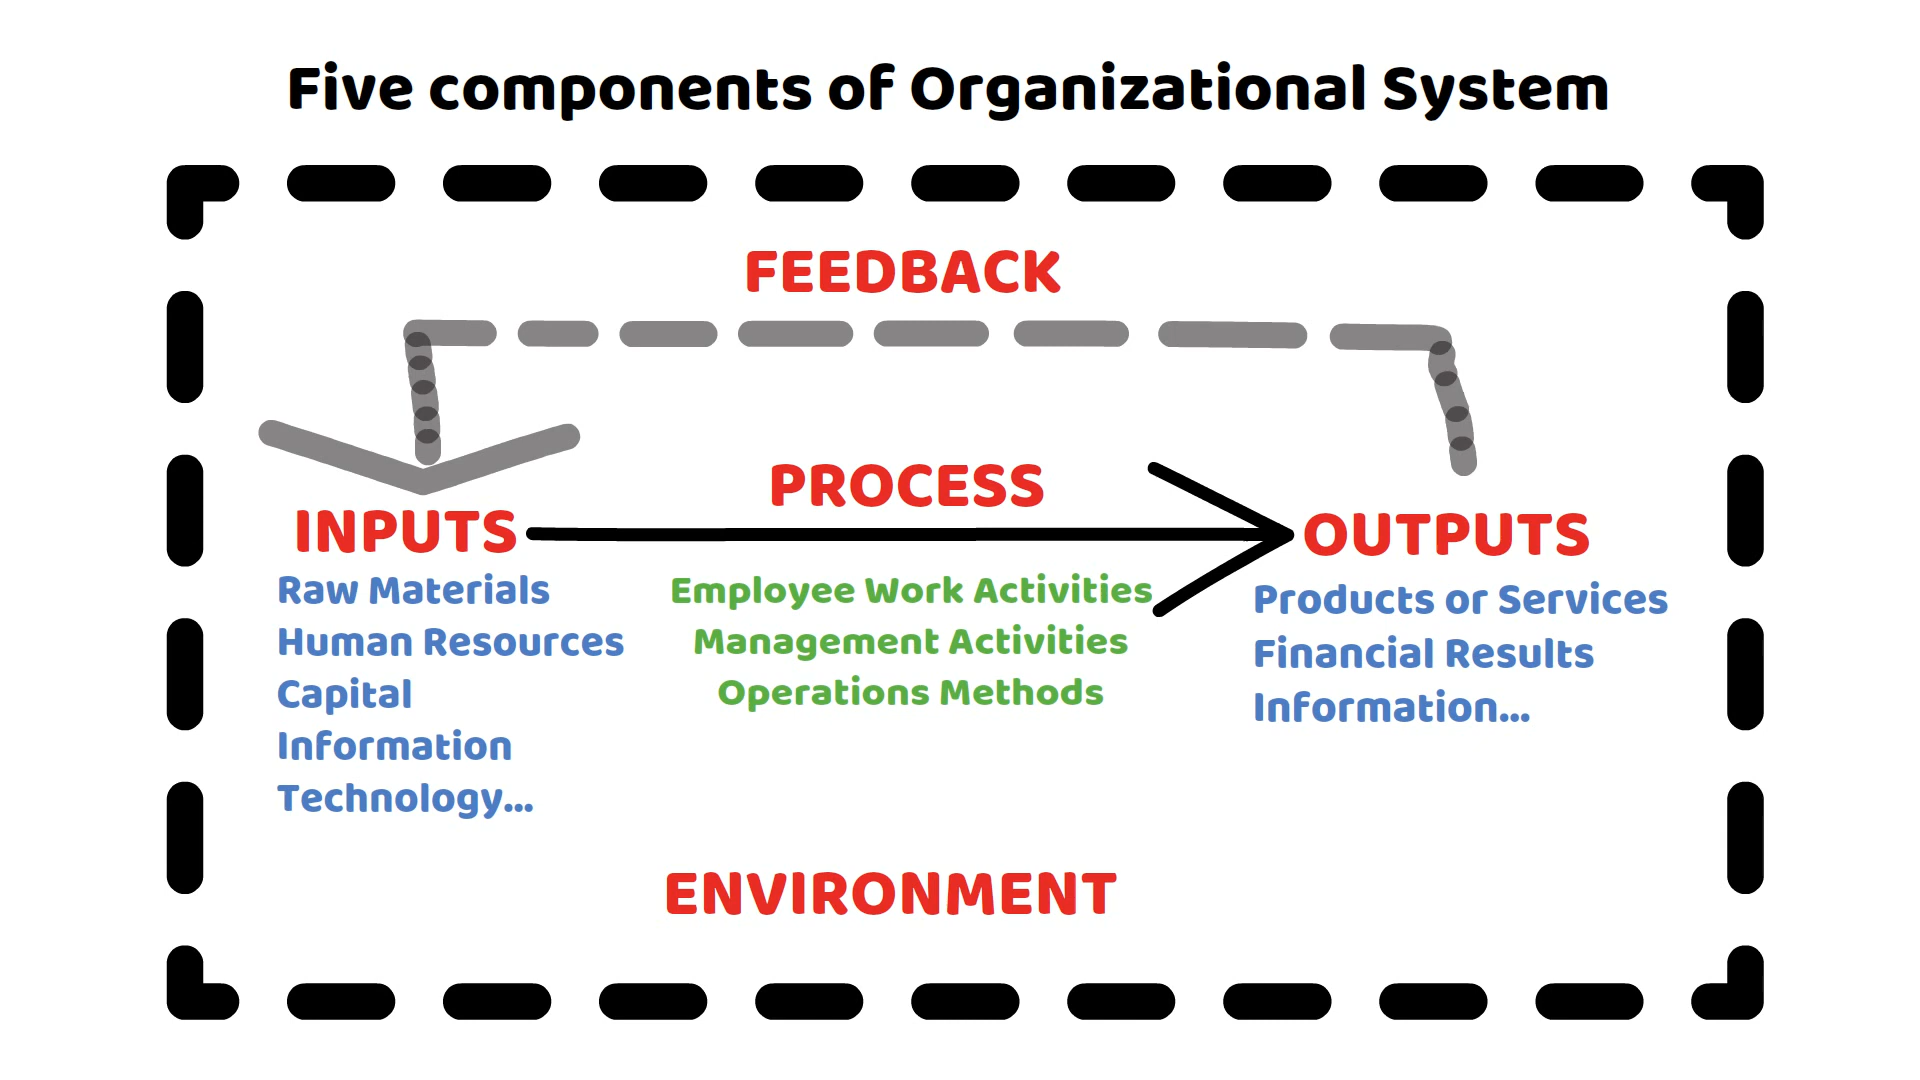 Five components of Organizational System
FEEDBACK
PROCESS
INPUTS
OUTPUTS
Raw Materials
Human Resources
Capital
Information
Technology...
Employee Work Activities
Management Activities
Operations Methods
Products or Services
Financial Results
Information...
ENVIRONMENT